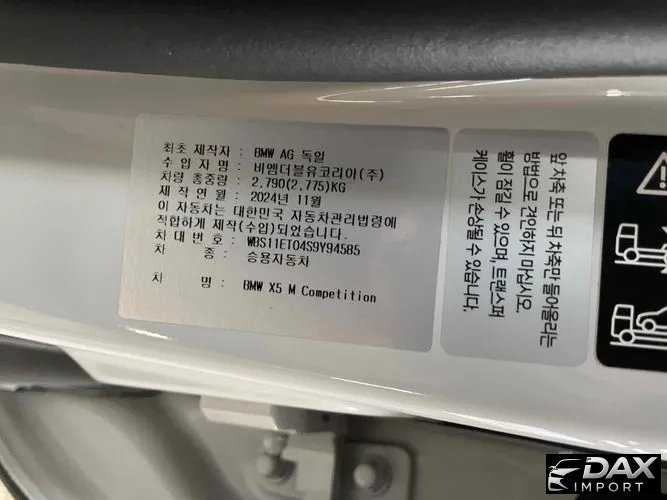 최초 제작자 : BMW AG 독일
수 입 자 명 : 비엠더블유코리아(주)
차량 총중량 : 2.790(2.775)KG
제 작 연 월 : 2024년 11월
이 자동차는 대한민국 자동차관리법령에
적합하게 제작(수입)되었습니다.
차 대 번 호 : WBS11ET04S9Y94585
차 종 : 승용자동차
차 명 : BMW X5 M Competition
앞 차축 또는 뒤 차축만 들어올리는
방법으로 견인하지 마십시오.
휠이 잠길 수 있으며, 트랜스퍼
케이스가 손상될 수 있습니다.
DAX
IMPORT